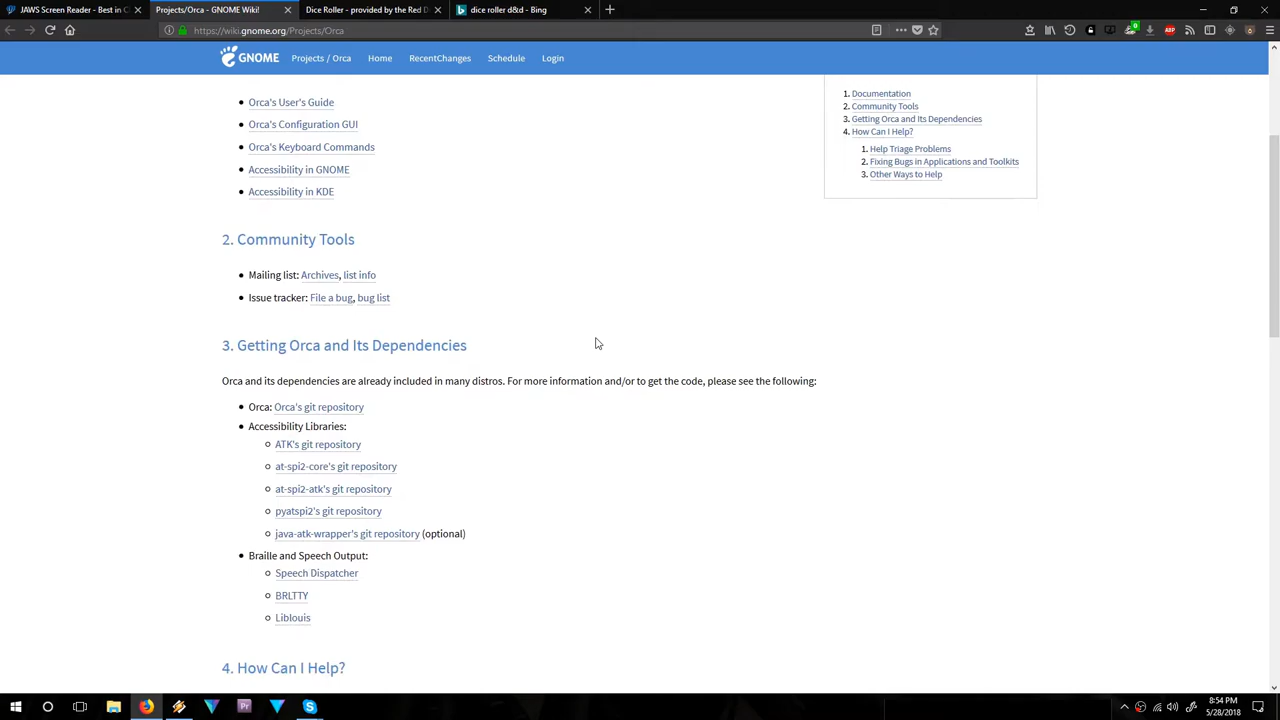 JAWS Screen Reader - Best in C
Projects/Orca - GNOME Wiki!
Dice Roller - provided by the Red D
dice roller d&d - Bing
https://wiki.gnome.org/Projects/Orca
0
ABP
GNOME
Projects / Orca
Home
RecentChanges
Schedule
Login
Orca's User's Guide
Orca's Configuration GUI
Orca's Keyboard Commands
Accessibility in GNOME
Accessibility in KDE
1. Documentation
2. Community Tools
3. Getting Orca and Its Dependencies
4. How Can I Help?
1. Help Triage Problems
2. Fixing Bugs in Applications and Toolkits
3. Other Ways to Help
2. Community Tools
Mailing list: Archives, list info
Issue tracker: File a bug, bug list
3. Getting Orca and Its Dependencies
Orca and its dependencies are already included in many distros. For more information and/or to get the code, please see the following:
Orca: Orca's git repository
Accessibility Libraries:
ATK's git repository
at-spi2-core's git repository
at-spi2-atk's git repository
pyatspi2's git repository
java-atk-wrapper's git repository (optional)
Braille and Speech Output:
Speech Dispatcher
BRLTTY
Liblouis
4. How Can I Help?
Pr
8:54 PM
5/28/2018